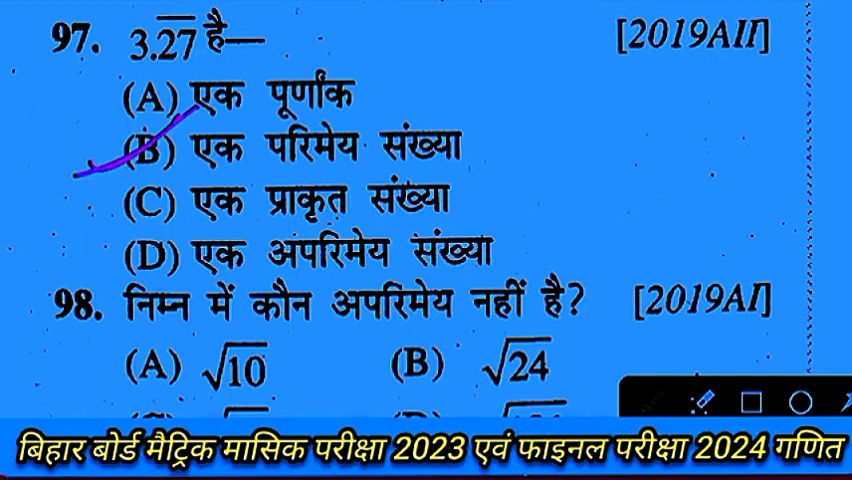 97. 3.27 है—
[2019AII]
(A) एक पूर्णांक
(B) एक परिमेय संख्या
(C) एक प्राकृत संख्या
(D) एक अपरिमेय संख्या
98. निम्न में कौन अपरिमेय नहीं है?
[2019AI]
(A) √10
(B) √24
बिहार बोर्ड मैट्रिक मासिक परीक्षा 2023 एवं फाइनल परीक्षा 2024 गणित